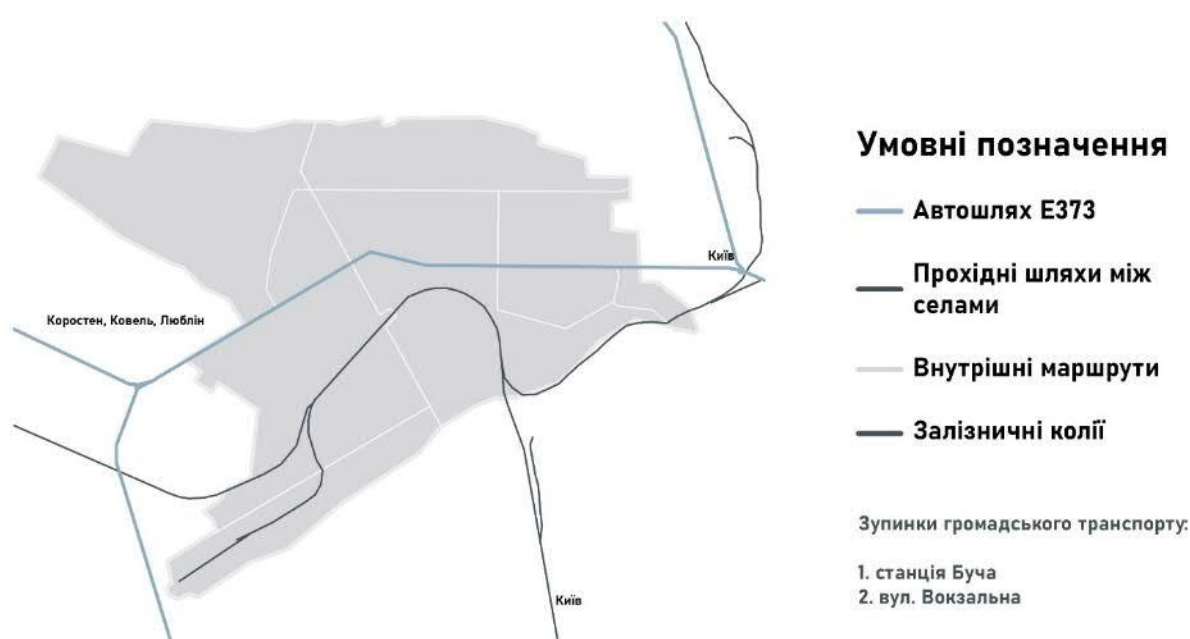 Київ
Коростен, Ковель, Люблін
Київ
Умовні позначення
Автошлях Е373
Прохідні шляхи між
селами
Внутрішні маршрути
Залізничні колії
Зупинки громадського транспорту:
1. станція Буча
2. вул. Вокзальна